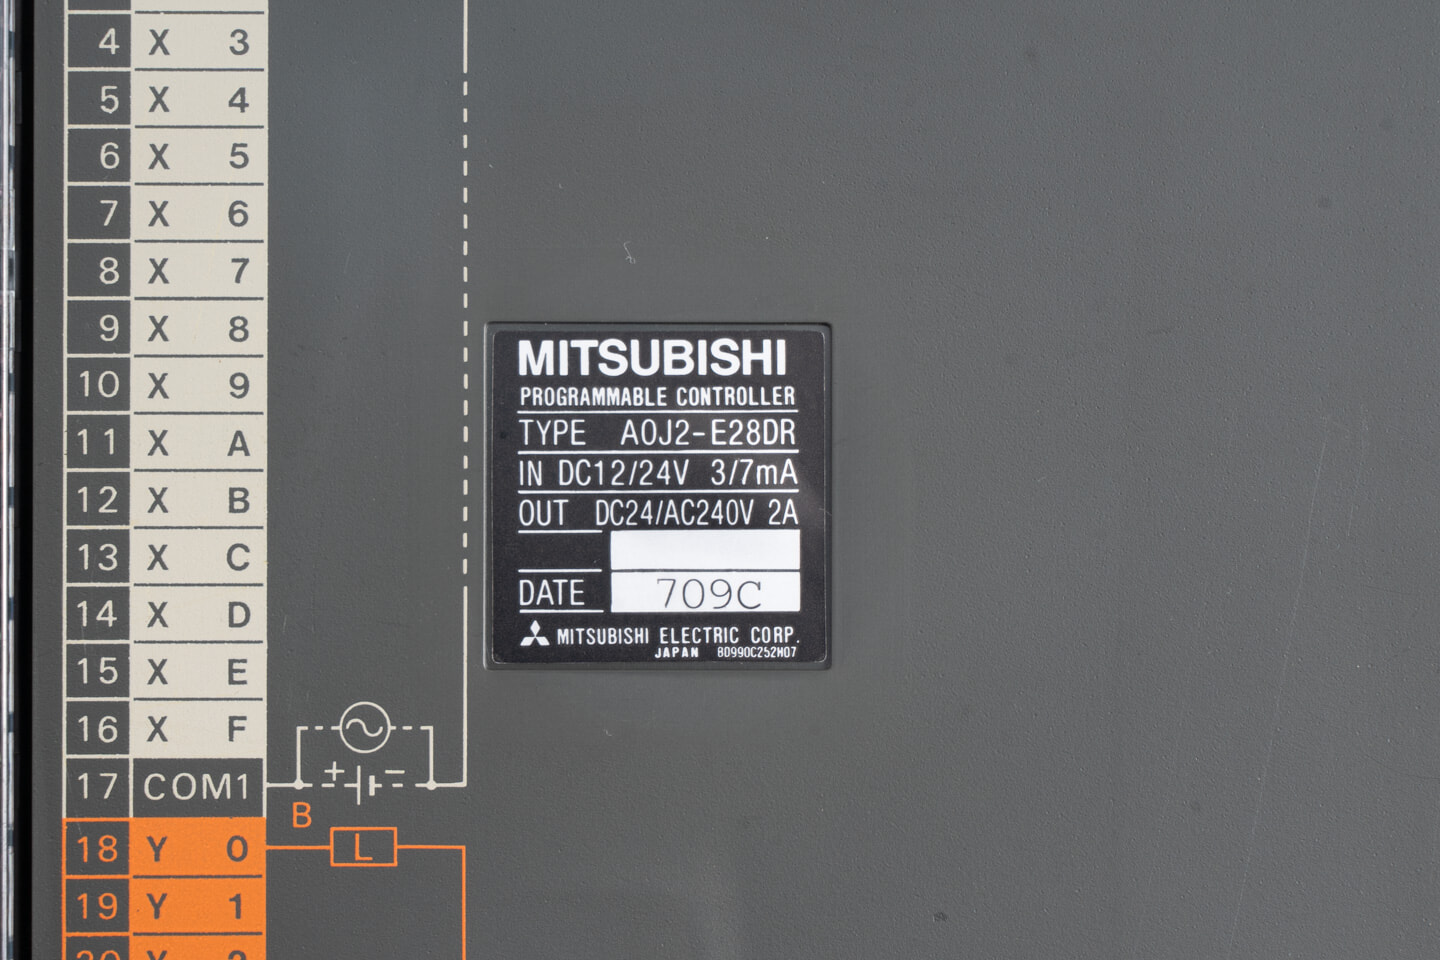 4 X 3
5 X 4
6 X 5
7 X 6
8 X 7
9 X 8
10 X 9
11 X A
12 X B
13 X C
14 X D
15 X E
16 X F
17 COM1
+ −
B
18 Y 0
L
19 Y 1
20 Y 2
MITSUBISHI
PROGRAMMABLE CONTROLLER
TYPE A0J2-E28DR
IN DC12/24V 3/7mA
OUT DC24/AC240V 2A
DATE 709C
MITSUBISHI ELECTRIC CORP.
JAPAN BD990C252H07